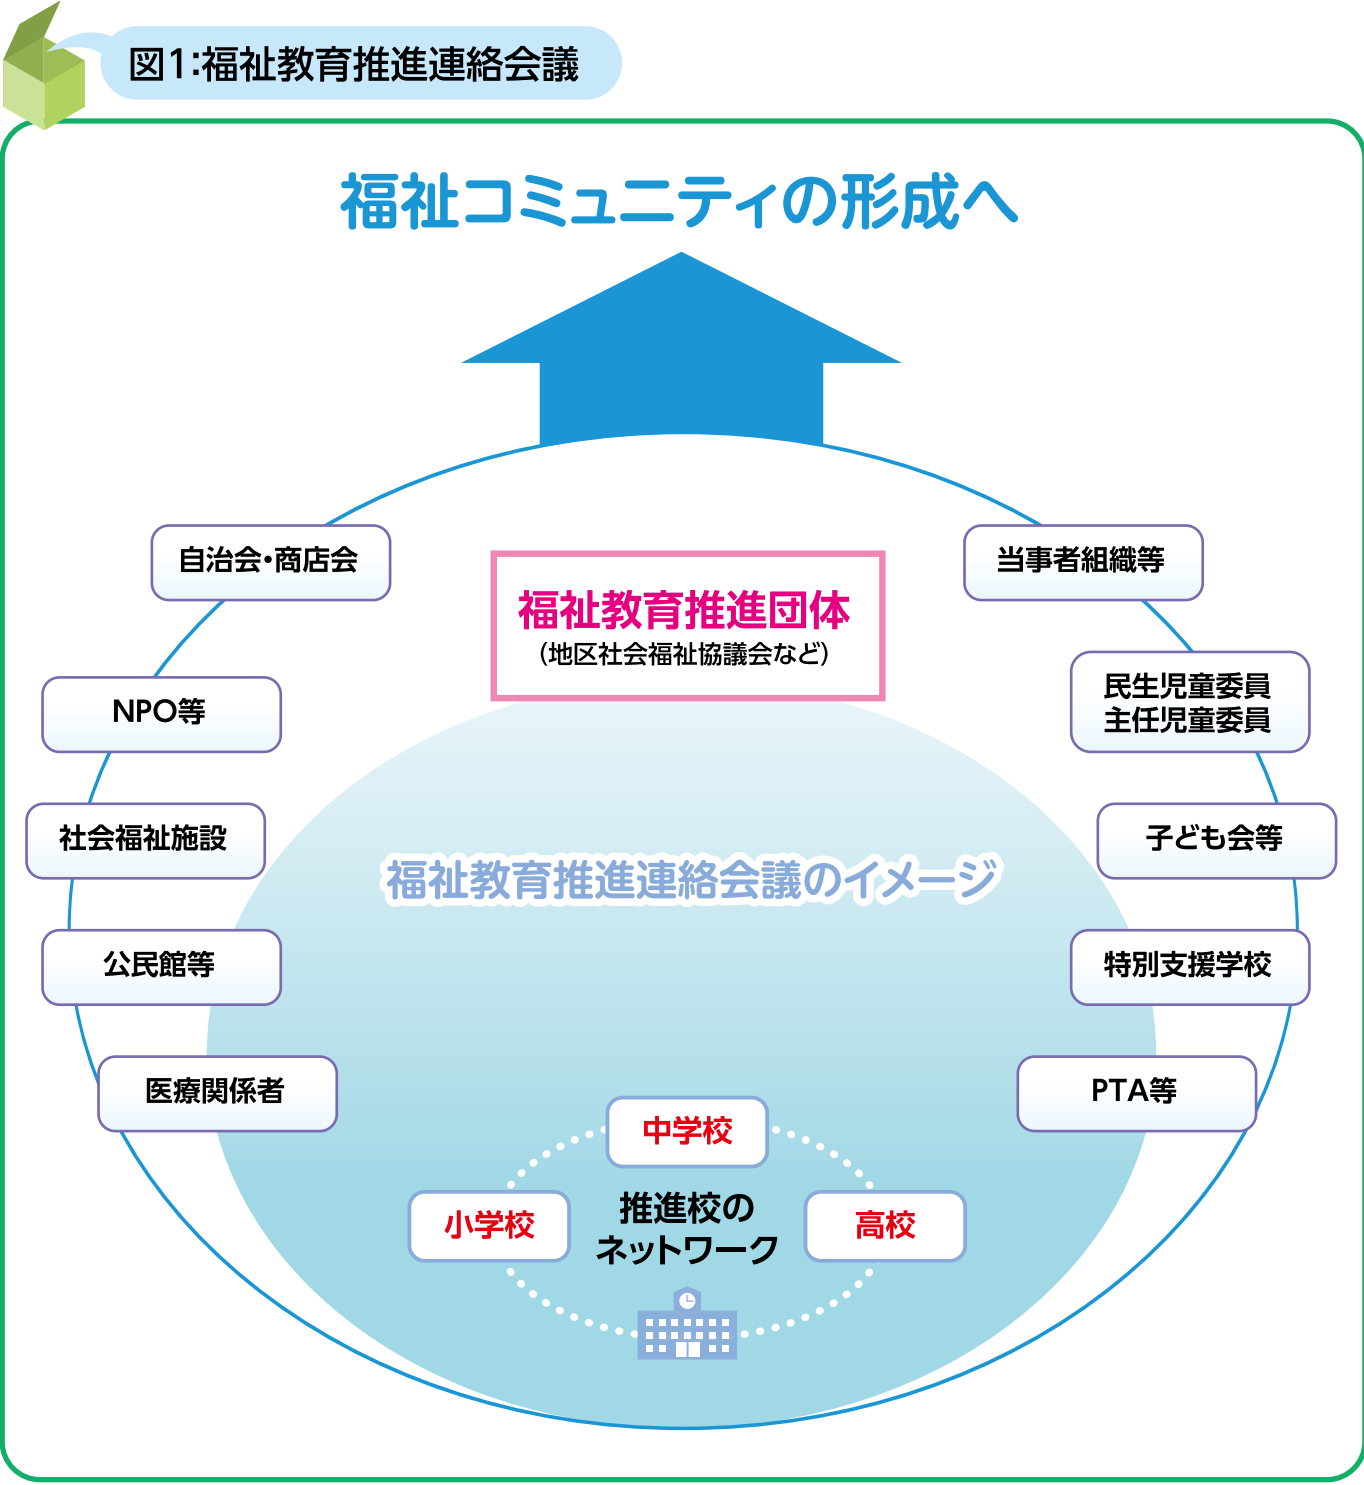 図1:福祉教育推進連絡会議
福祉コミュニティの形成へ
自治会・商店会
当事者組織等
福祉教育推進団体
(地区社会福祉協議会など)
NPO等
民生児童委員
主任児童委員
社会福祉施設
子ども会等
福祉教育推進連絡会議のイメージ
公民館等
特別支援学校
医療関係者
PTA等
中学校
小学校
推進校の
ネットワーク
高校